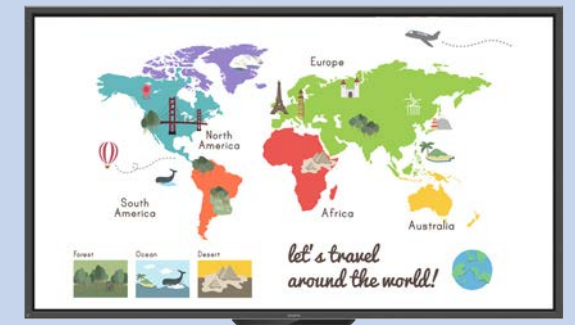 Europe
North
America
South
America
Africa
Australia
Forest
Ocean
Desert
let's travel
around the world!